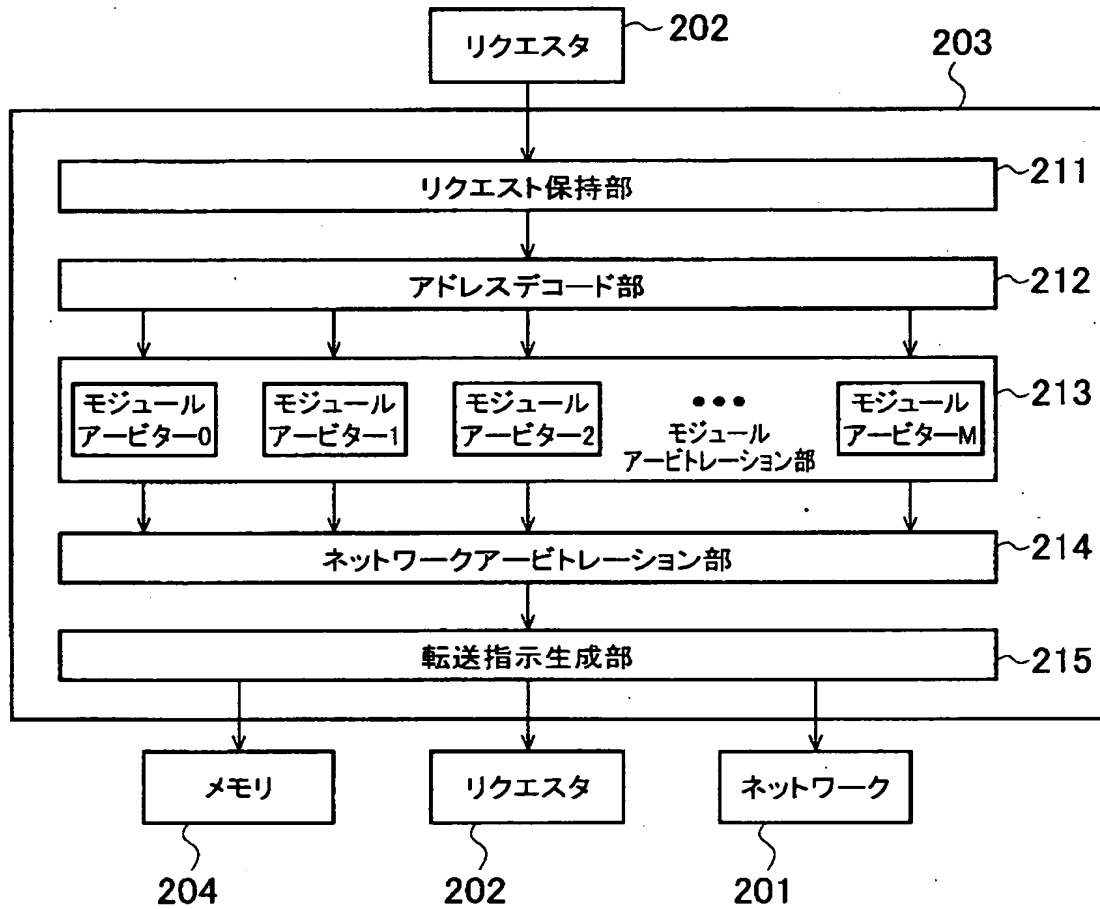 リクエスタ
202
203
リクエスト保持部
211
アドレスデコード部
212
モジュール
アービター0
モジュール
アービター1
モジュール
アービター2
•••
モジュール
アービトレーション部
モジュール
アービターM
213
ネットワークアービトレーション部
214
転送指示生成部
215
メモリ
リクエスタ
ネットワーク
204
202
201